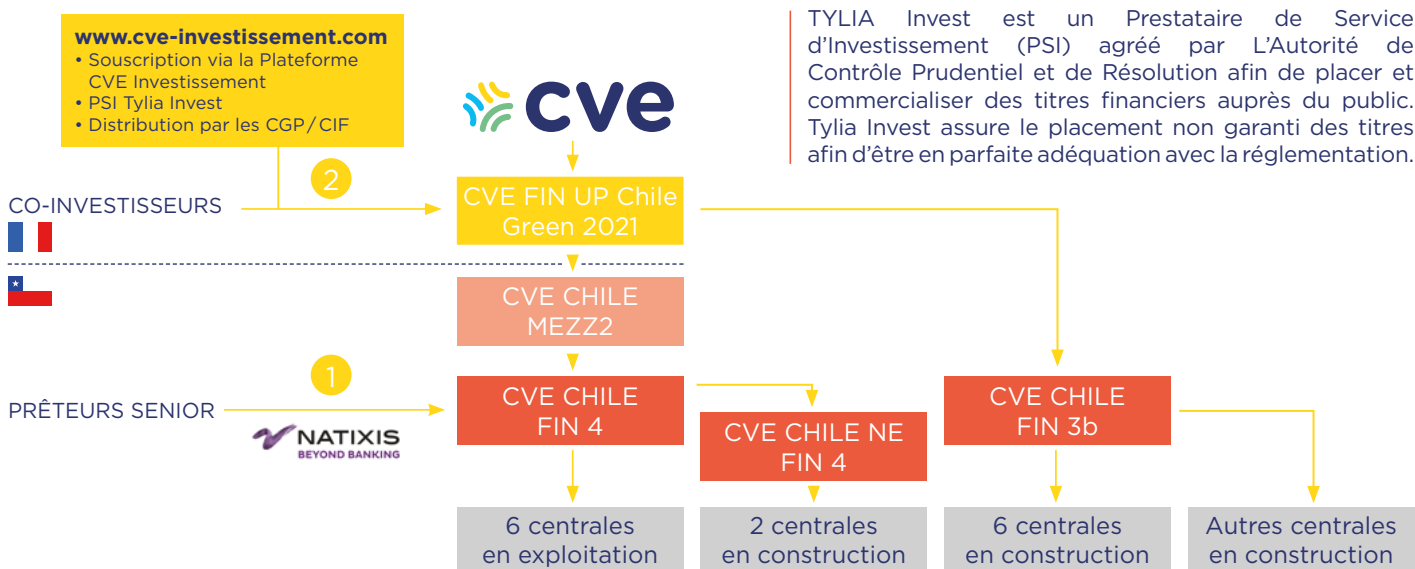 www.cve-investissement.com
• Souscription via la Plateforme
CVE Investissement
• PSI Tylia Invest
• Distribution par les CGP/CIF
cve
TYLIA Invest est un Prestataire de Service
d’Investissement (PSI) agréé par L’Autorité de
Contrôle Prudentiel et de Résolution afin de placer et
commercialiser des titres financiers auprès du public.
Tylia Invest assure le placement non garanti des titres
afin d’être en parfaite adéquation avec la réglementation.
2
CO-INVESTISSEURS
CVE FIN UP Chile
Green 2021
CVE CHILE
MEZZ2
1
PRÊTEURS SENIOR
NATIXIS
BEYOND BANKING
CVE CHILE
FIN 4
CVE CHILE NE
FIN 4
CVE CHILE
FIN 3b
6 centrales
en exploitation
2 centrales
en construction
6 centrales
en construction
Autres centrales
en construction